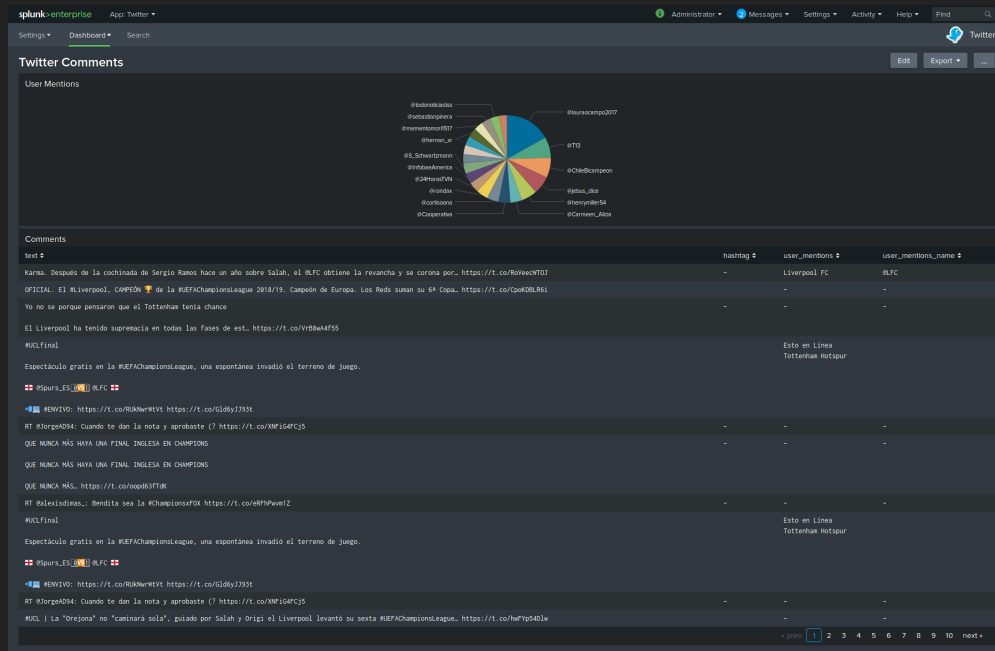 splunk>enterprise App: Twitter
Administrator 2 Messages Settings Activity Help Find
Settings Dashboard Search Twitter
Twitter Comments Edit Export ...
User Mentions
@todonoticiastss
@sebastianpinera
@hernan_sr
@S_Schwartzmann
@infobaeAmerica
@24HorasTVN
@rondox
@cortisoona
@Cooperativa
@lauraocampo2017
@T13
@ChileBicampeon
@jebus_dice
@henrymiller54
@Carmeen_Alicia
Comments
text hashtag user_mentions user_mentions_name
Karma. Después de la cochinada de Sergio Ramos hace un año sobre Salah, el @LFC obtiene la revancha y se corona por… https://t.co/RoVeecWTOJ - Liverpool FC @LFC
OFICIAL. El #Liverpool, CAMPEÓN 🏆 de la #UEFAChampionsLeague 2018/19. Campeón de Europa. Los Reds suman su 6ª Copa… https://t.co/CpoKDBLR6i - -
Yo no se porque pensaron que el Tottenham tenia chance - - -
El Liverpool ha tenido supremacía en todas las fases de est… https://t.co/VrB8wA4f55
#UCLfinal Esto en Linea
Tottenham Hotspur
Espectáculo gratis en la #UEFAChampionsLeague, una espontánea invadió el terreno de juego.
@Spurs_ES VS @LFC
#ENVIVO: https://t.co/RUkNwrWtVt https://t.co/Gld6yJJ93t
RT @JorgeAD94: Cuando te dan la nota y aprobaste (? https://t.co/XNFiG4FCj5 - - -
QUE NUNCA MÁS HAYA UNA FINAL INGLESA EN CHAMPIONS - - -
QUE NUNCA MÁS HAYA UNA FINAL INGLESA EN CHAMPIONS
QUE NUNCA MÁS… https://t.co/oopd63fTdK
RT @alexisdimas_: Bendita sea la #ChampionsxFOX https://t.co/eRFhPwvm1Z - - -
#UCLfinal Esto en Linea
Tottenham Hotspur
Espectáculo gratis en la #UEFAChampionsLeague, una espontánea invadió el terreno de juego.
@Spurs_ES VS @LFC
#ENVIVO: https://t.co/RUkNwrWtVt https://t.co/Gld6yJJ93t
RT @JorgeAD94: Cuando te dan la nota y aprobaste (? https://t.co/XNFiG4FCj5 - - -
#UCL | La "Orejona" no "caminará sola", guiado por Salah y Origi el Liverpool levantó su sexta #UEFAChampionsLeague… https://t.co/hwFYp54Dlw - -
« prev 1 2 3 4 5 6 7 8 9 10 next »